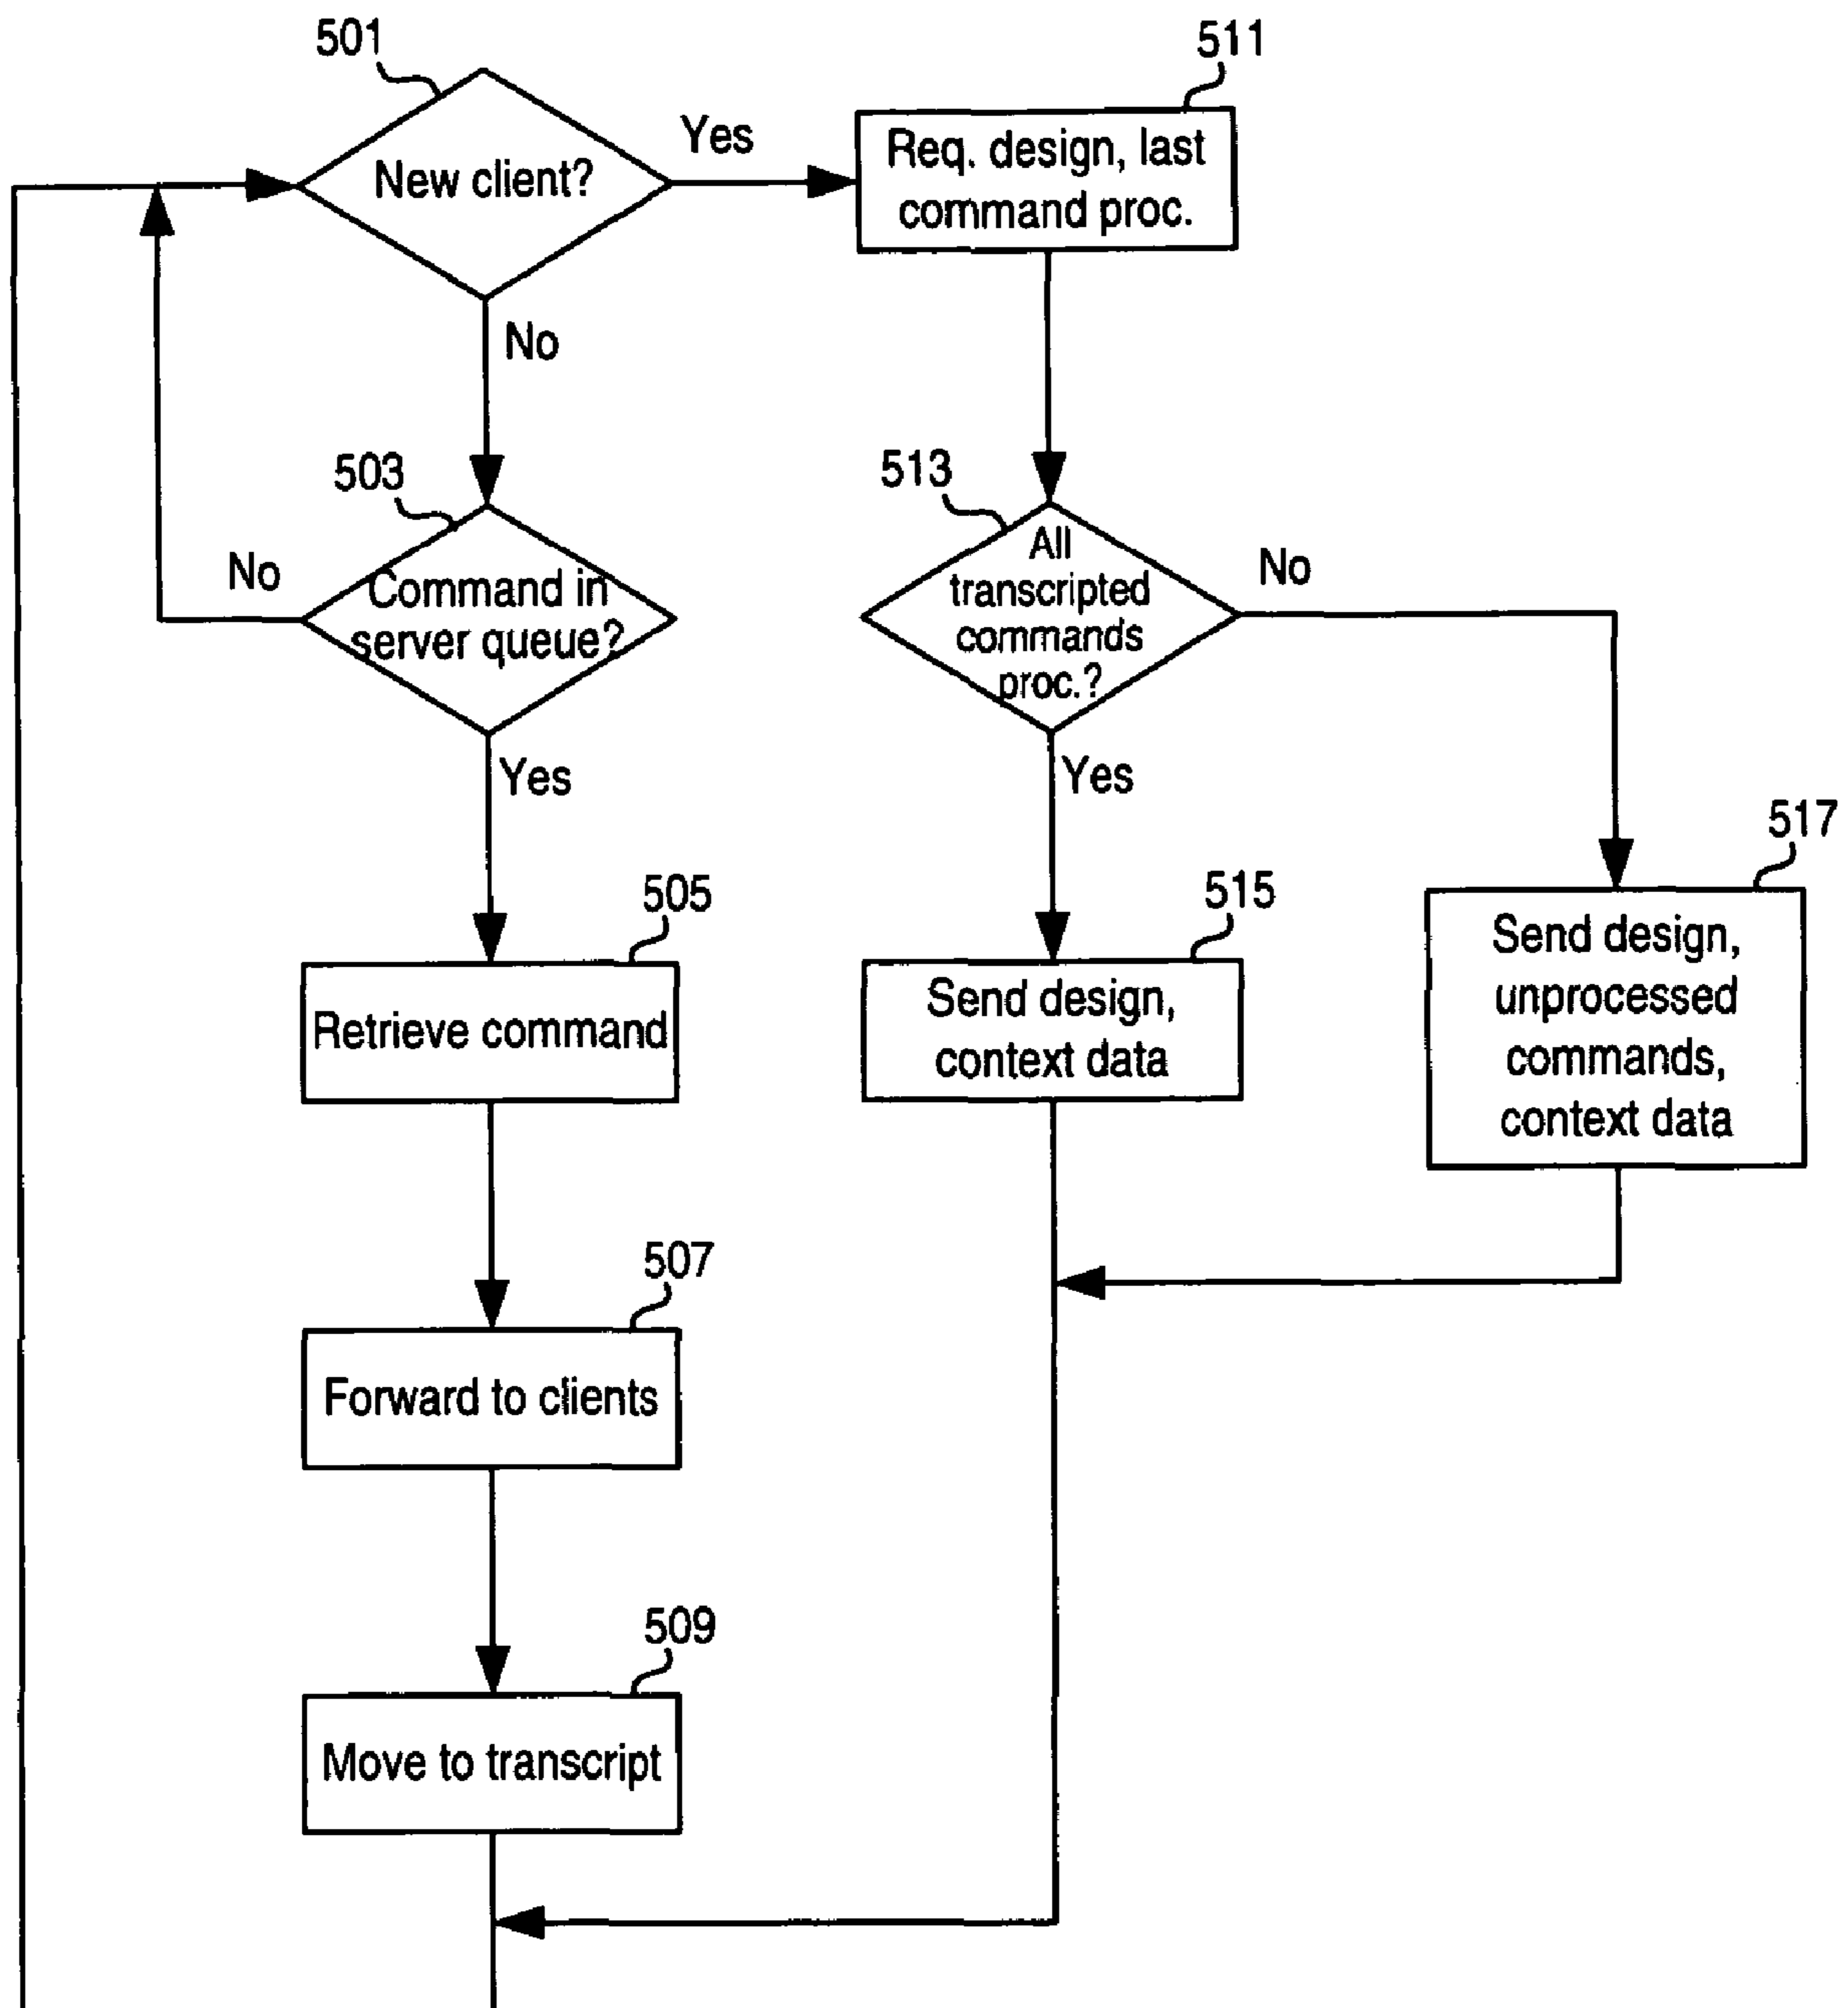 501
New client?
Yes
No
511
Req. design, last
command proc.
503
Command in
server queue?
No
Yes
513
All
transcripted
commands
proc.?
No
Yes
505
Retrieve command
515
Send design,
context data
517
Send design,
unprocessed
commands,
context data
507
Forward to clients
509
Move to transcript